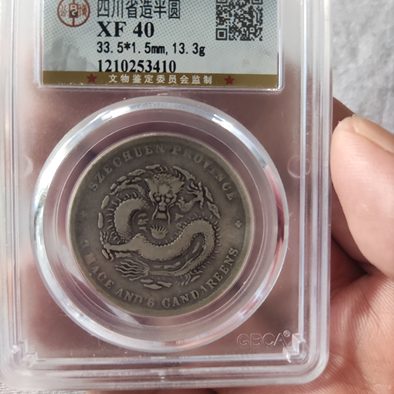 四川省造半圆
XF 40
33.5*1.5mm,13.3g
1210253410
★ 文物鉴定委员会监制 ★
SZECHUEN PROVINCE
3 MACE AND 6 CANDAREENS
GBCA